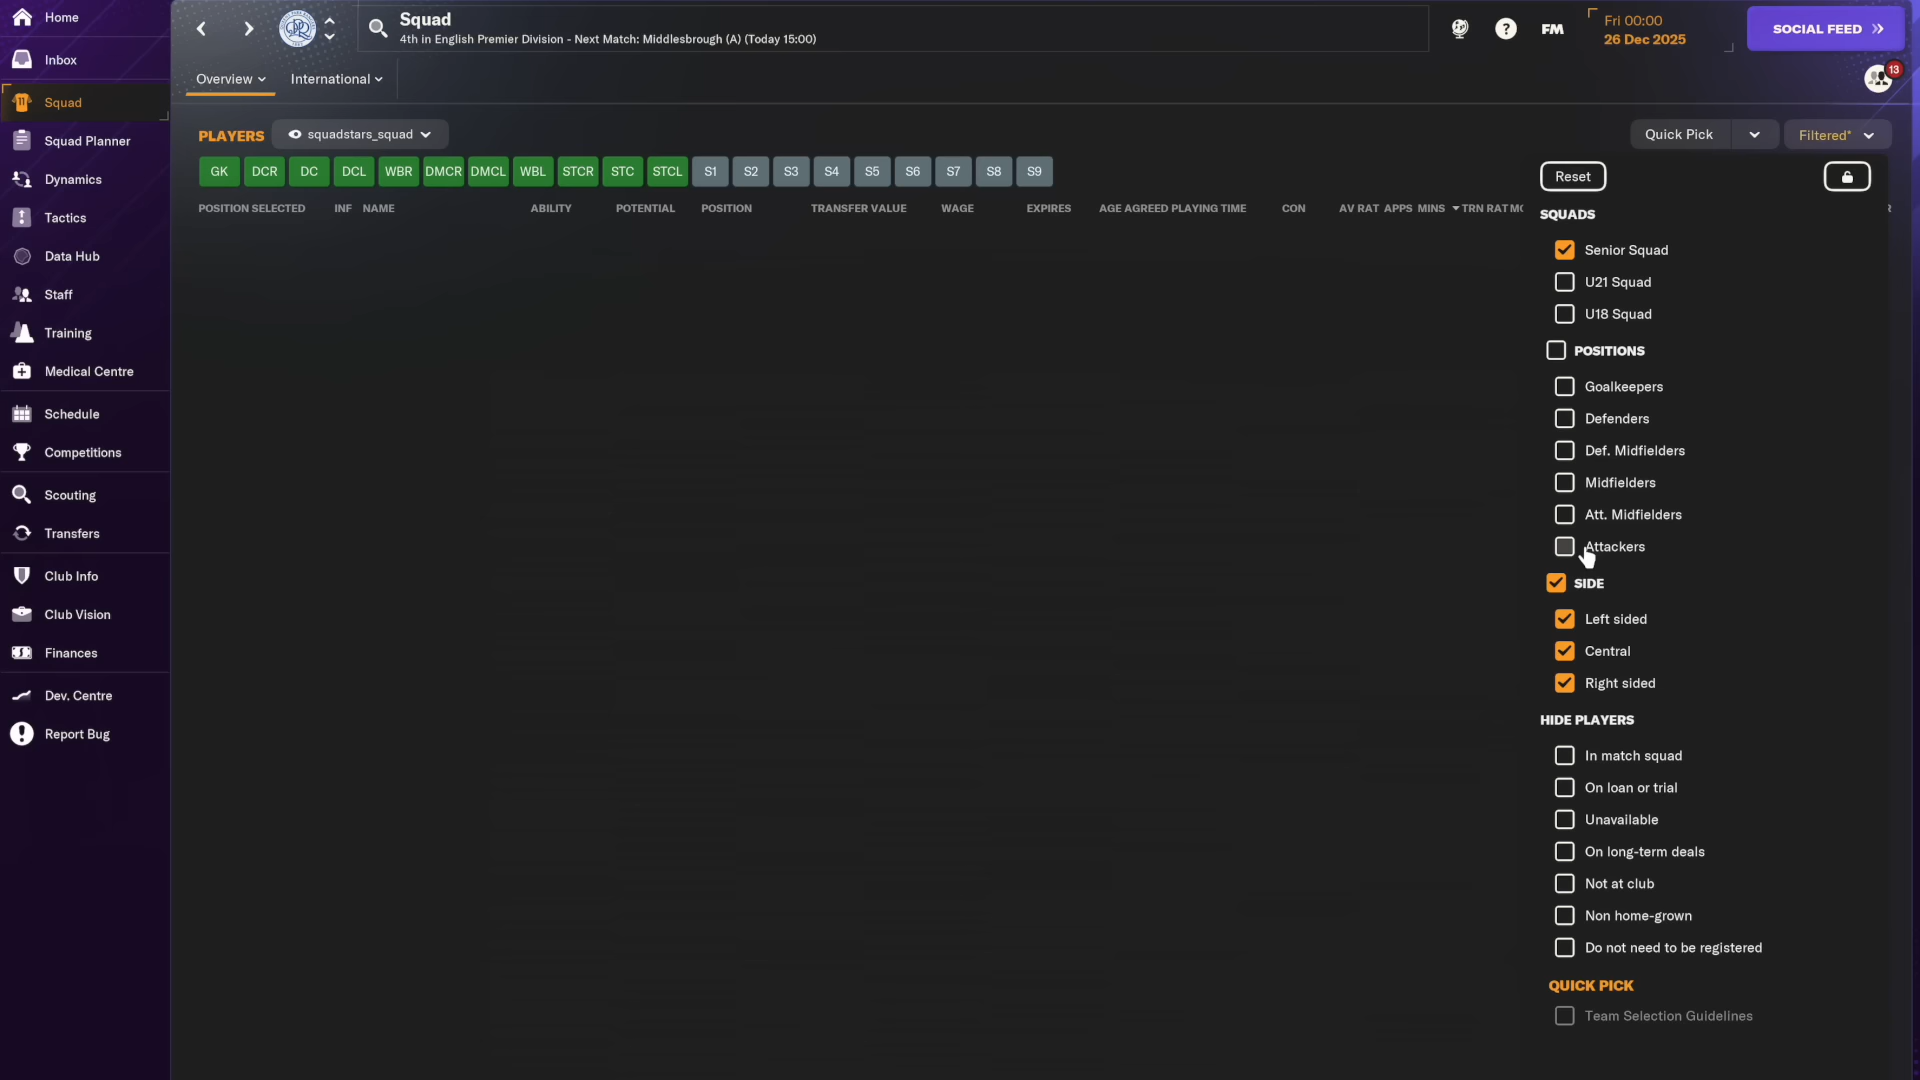 Home
Inbox
Squad
Squad Planner
Dynamics
Tactics
Data Hub
Staff
Training
Medical Centre
Schedule
Competitions
Scouting
Transfers
Club Info
Club Vision
Finances
Dev. Centre
Report Bug
Squad
4th in English Premier Division - Next Match: Middlesbrough (A) (Today 15:00)
?
FM
Fri 00:00
26 Dec 2025
SOCIAL FEED
13
Overview
International
PLAYERS
squadstars_squad
Quick Pick
Filtered*
GK DCR DC DCL WBR DMCR DMCL WBL STCR STC STCL S1 S2 S3 S4 S5 S6 S7 S8 S9
POSITION SELECTED INF NAME ABILITY POTENTIAL POSITION TRANSFER VALUE WAGE EXPIRES AGE AGREED PLAYING TIME CON AV RAT APPS MINS TRN RAT
Reset
SQUADS
Senior Squad
U21 Squad
U18 Squad
POSITIONS
Goalkeepers
Defenders
Def. Midfielders
Midfielders
Att. Midfielders
Attackers
SIDE
Left sided
Central
Right sided
HIDE PLAYERS
In match squad
On loan or trial
Unavailable
On long-term deals
Not at club
Non home-grown
Do not need to be registered
QUICK PICK
Team Selection Guidelines